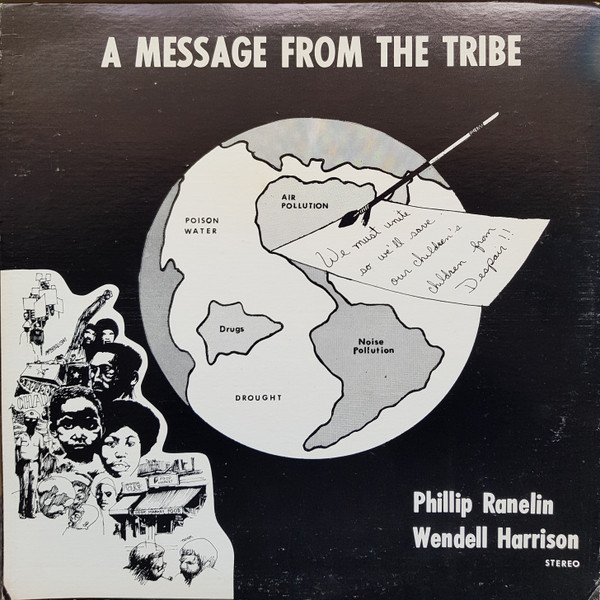 A MESSAGE FROM THE TRIBE
AIR
POLLUTION
POISON
WATER
We must unite
so we'll save
our children's
children from
Despair!!
Drugs
Noise
Pollution
DROUGHT
Phillip Ranelin
Wendell Harrison
STEREO